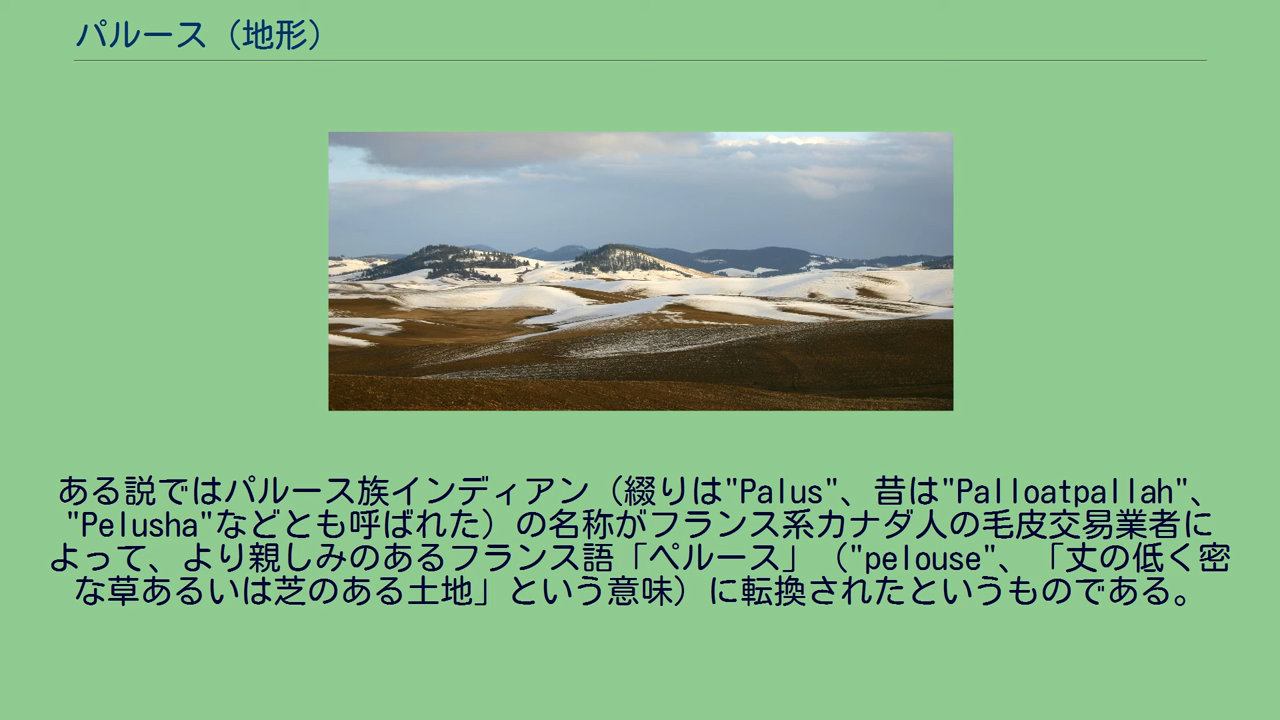 パルース（地形）
ある説ではパルース族インディアン（綴りは"Palus"、昔は"Palloatpallah"、
"Pelusha"などとも呼ばれた）の名称がフランス系カナダ人の毛皮交易業者に
よって、より親しみのあるフランス語「ペルース」（"pelouse"、「丈の低く密
な草あるいは芝のある土地」という意味）に転換されたというものである。